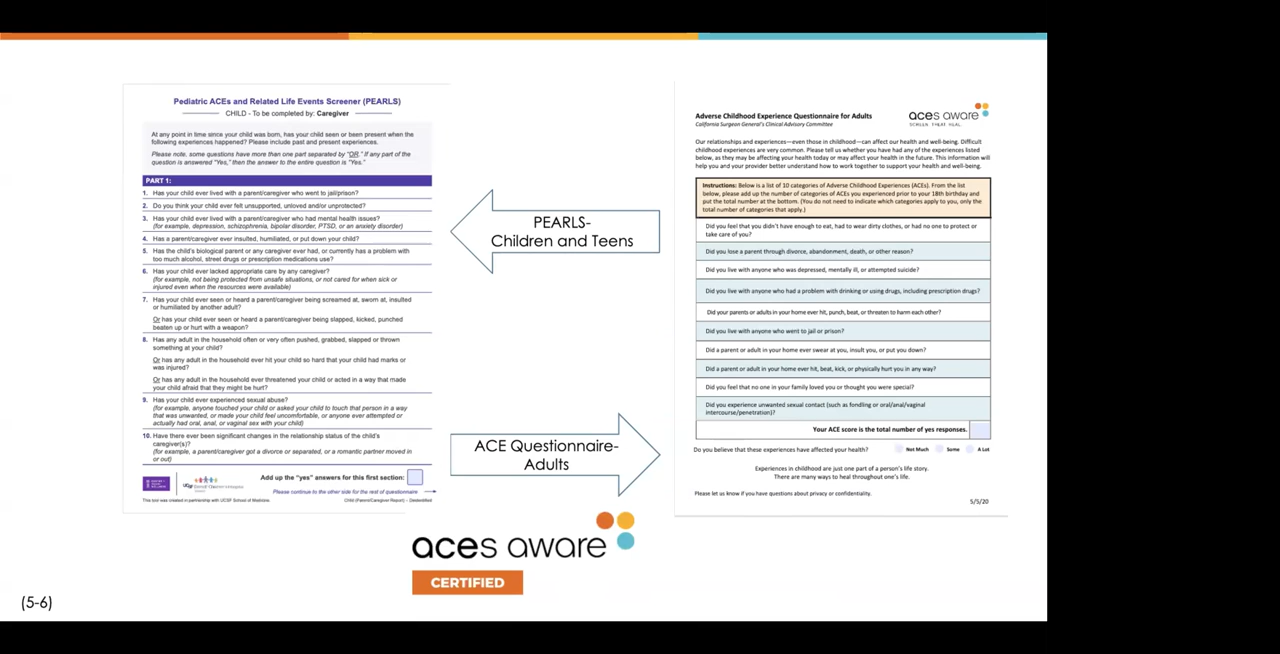 Pediatric ACEs and Related Life Events Screener (PEARLS)
CHILD - To be completed by: Caregiver
At any point in time since your child was born, has your child seen or been present when the
following experiences happened? Please include past and present experiences.
Please note, some questions have more than one part separated by "OR." If any part of the
question is answered "Yes," then the answer to the entire question is "Yes."
PART 1:
1. Has your child ever lived with a parent/caregiver who went to jail/prison?
2. Do you think your child ever felt unsupported, unloved and/or unprotected?
3. Has your child ever lived with a parent/caregiver who had mental health issues?
(for example, depression, schizophrenia, bipolar disorder, PTSD, or an anxiety disorder)
4. Has a parent/caregiver ever insulted, humiliated, or put down your child?
5. Has the child's biological parent or any caregiver ever had, or currently has a problem with
too much alcohol, street drugs or prescription medications use?
6. Has your child ever lacked appropriate care by any caregiver?
(for example, not being protected from unsafe situations, or not cared for when sick or
injured even when the resources were available)
7. Has your child ever seen or heard a parent/caregiver being screamed at, sworn at, insulted
or humiliated by another adult?
Or has your child ever seen or heard a parent/caregiver being slapped, kicked, punched
beaten up or hurt with a weapon?
8. Has any adult in the household often or very often pushed, grabbed, slapped or thrown
something at your child?
Or has any adult in the household ever hit your child so hard that your child had marks or
was injured?
Or has any adult in the household ever threatened your child or acted in a way that made
your child afraid that they might be hurt?
9. Has your child ever experienced sexual abuse?
(for example, anyone touched your child or asked your child to touch that person in a way
that was unwanted, or made your child feel uncomfortable, or anyone ever attempted or
actually had oral, anal, or vaginal sex with your child)
10. Have there ever been significant changes in the relationship status of the child's
caregiver(s)?
(for example, a parent/caregiver got a divorce or separated, or a romantic partner moved in
or out)
Add up the "yes" answers for this first section:
Please continue to the other side for the rest of questionnaire
This tool was created in partnership with UCSF School of Medicine.
Child (Parent/Caregiver Report) - Deidentified
PEARLS-
Children and Teens
ACE Questionnaire-
Adults
aces aware
CERTIFIED
aces aware
SCREEN. TREAT. HEAL.
Adverse Childhood Experience Questionnaire for Adults
California Surgeon General's Clinical Advisory Committee
Our relationships and experiences—even those in childhood—can affect our health and well-being. Difficult
childhood experiences are very common. Please tell us whether you have had any of the experiences listed
below, as they may be affecting your health today or may affect your health in the future. This information will
help you and your provider better understand how to work together to support your health and well-being.
Instructions: Below is a list of 10 categories of Adverse Childhood Experiences (ACEs). From the list
below, please add up the number of categories of ACEs you experienced prior to your 18th birthday and
put the total number at the bottom. (You do not need to indicate which categories apply to you, only the
total number of categories that apply.)
Did you feel that you didn't have enough to eat, had to wear dirty clothes, or had no one to protect or
take care of you?
Did you lose a parent through divorce, abandonment, death, or other reason?
Did you live with anyone who was depressed, mentally ill, or attempted suicide?
Did you live with anyone who had a problem with drinking or using drugs, including prescription drugs?
Did your parents or adults in your home ever hit, punch, beat, or threaten to harm each other?
Did you live with anyone who went to jail or prison?
Did a parent or adult in your home ever swear at you, insult you, or put you down?
Did a parent or adult in your home ever hit, beat, kick, or physically hurt you in any way?
Did you feel that no one in your family loved you or thought you were special?
Did you experience unwanted sexual contact (such as fondling or oral/anal/vaginal
intercourse/penetration)?
Your ACE score is the total number of yes responses.
Do you believe that these experiences have affected your health? Not Much Some A Lot
Experiences in childhood are just one part of a person's life story.
There are many ways to heal throughout one's life.
Please let us know if you have questions about privacy or confidentiality.
5/5/20
(5-6)